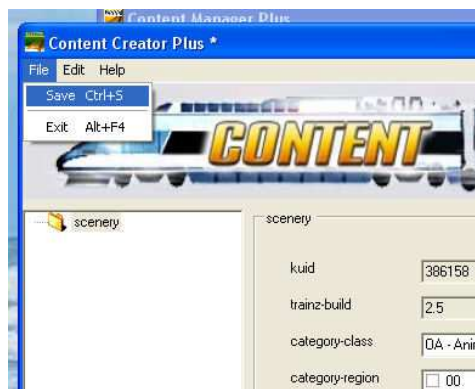 Content Manager Plus
Content Creator Plus *
File Edit Help
Save Ctrl+S
Exit Alt+F4
CONTENT
scenery
scenery
kuid 386158
trainz-build 2.5
category-class
category-region 00